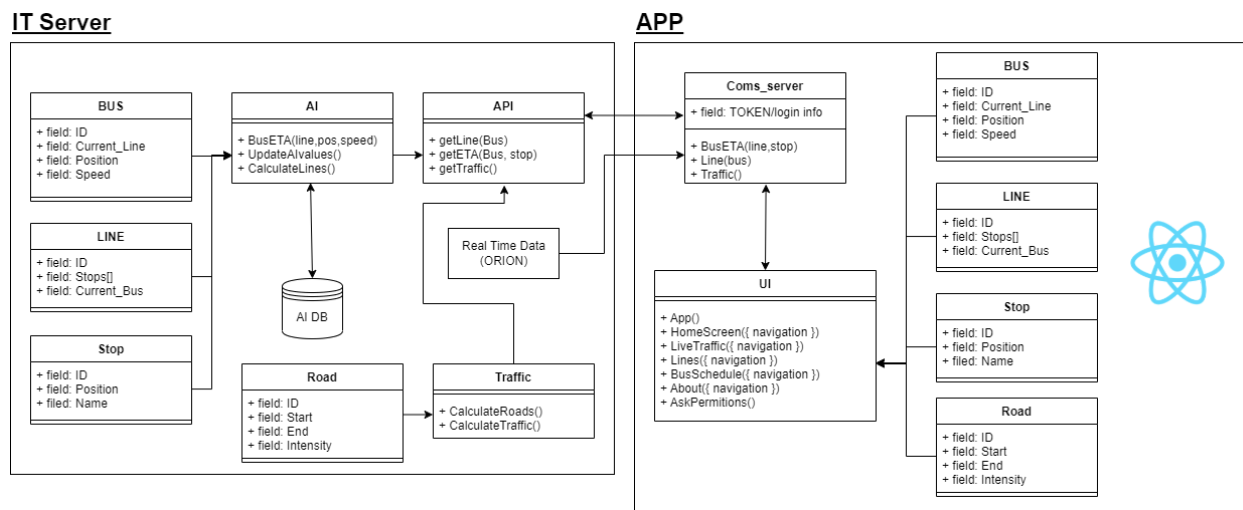 IT Server
BUS
+ field: ID
+ field: Current_Line
+ field: Position
+ field: Speed
LINE
+ field: ID
+ field: Stops[]
+ field: Current_Bus
Stop
+ field: ID
+ field: Position
+ filed: Name
AI
+ BusETA(line,pos,speed)
+ UpdateAIvalues()
+ CalculateLines()
AI DB
API
+ getLine(Bus)
+ getETA(Bus, stop)
+ getTraffic()
Real Time Data
(ORION)
Road
+ field: ID
+ field: Start
+ field: End
+ field: Intensity
Traffic
+ CalculateRoads()
+ CalculateTraffic()
APP
Coms_server
+ field: TOKEN/login info
+ BusETA(line,stop)
+ Line(bus)
+ Traffic()
UI
+ App()
+ HomeScreen({ navigation })
+ LiveTraffic({ navigation })
+ Lines({ navigation })
+ BusSchedule({ navigation })
+ About({ navigation })
+ AskPermitions()
BUS
+ field: ID
+ field: Current_Line
+ field: Position
+ field: Speed
LINE
+ field: ID
+ field: Stops[]
+ field: Current_Bus
Stop
+ field: ID
+ field: Position
+ filed: Name
Road
+ field: ID
+ field: Start
+ field: End
+ field: Intensity